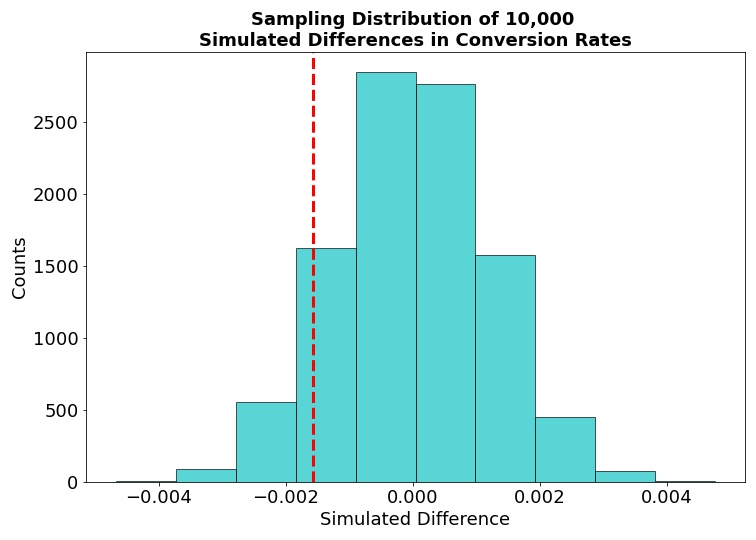 Sampling Distribution of 10,000
Simulated Differences in Conversion Rates
Counts
2500
2000
1500
1000
500
0
−0.004 −0.002 0.000 0.002 0.004
Simulated Difference